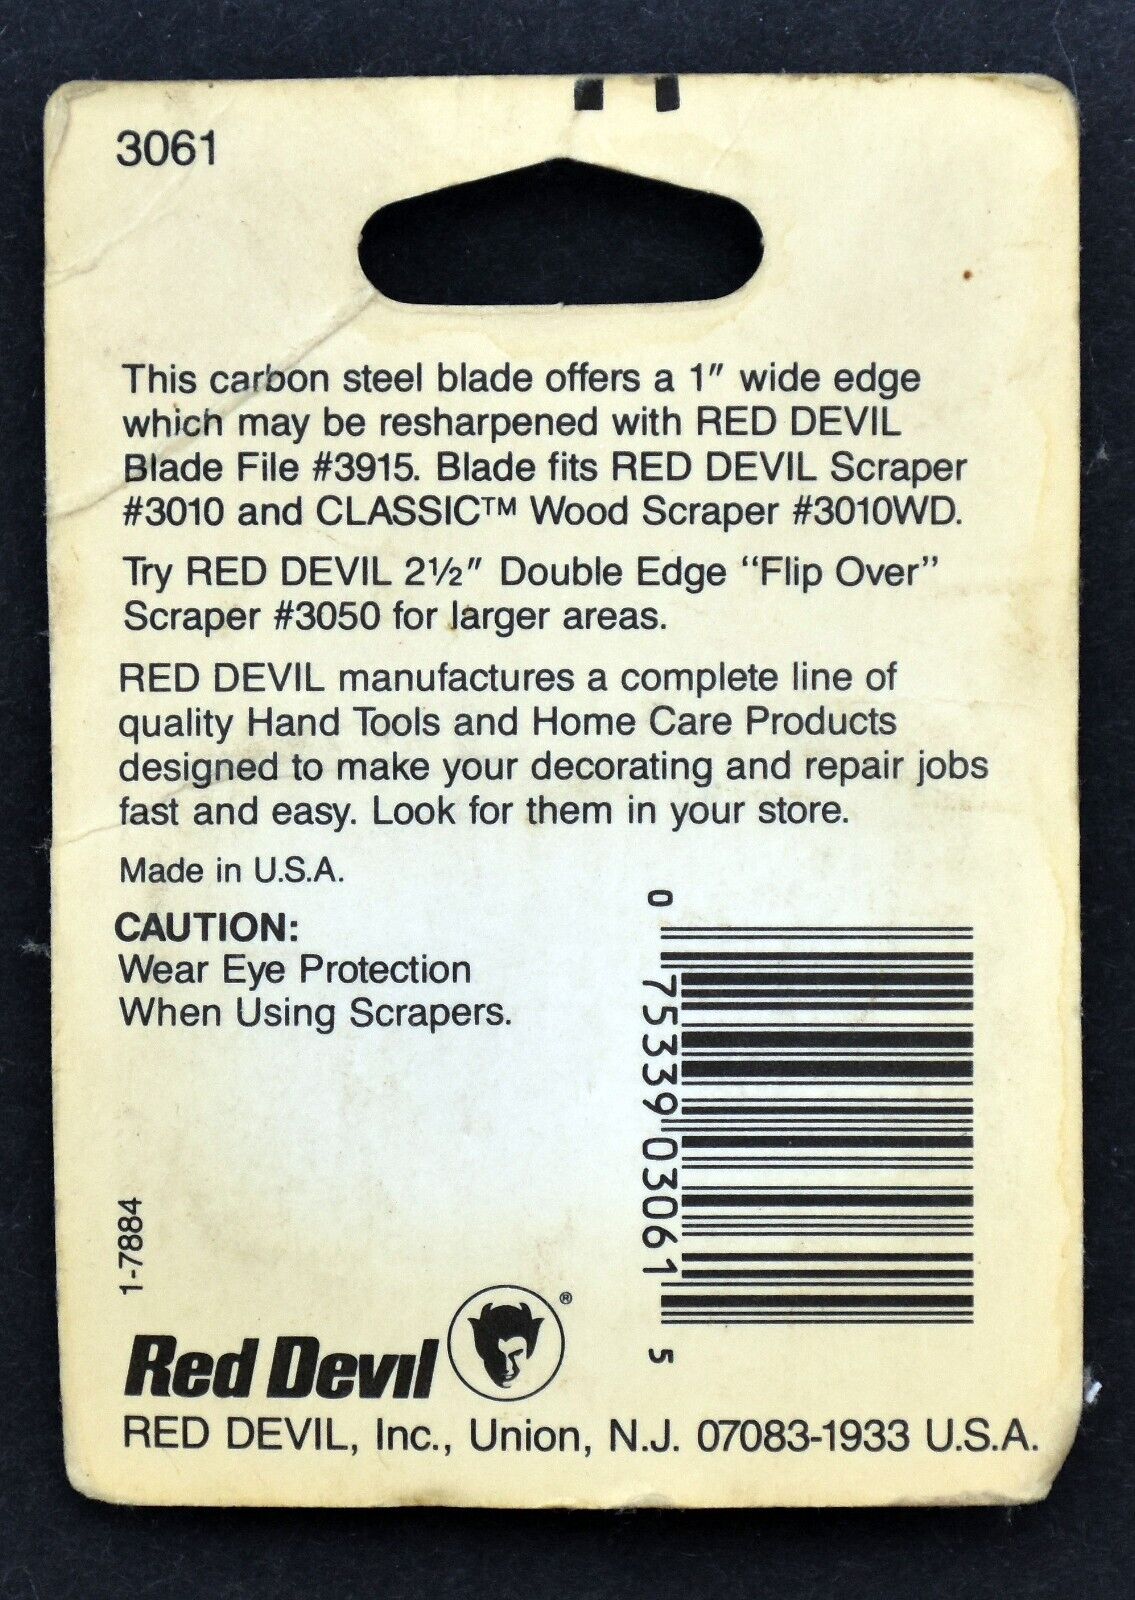 3061
This carbon steel blade offers a 1″ wide edge
which may be resharpened with RED DEVIL
Blade File #3915. Blade fits RED DEVIL Scraper
#3010 and CLASSIC™ Wood Scraper #3010WD.
Try RED DEVIL 2½″ Double Edge “Flip Over”
Scraper #3050 for larger areas.
RED DEVIL manufactures a complete line of
quality Hand Tools and Home Care Products
designed to make your decorating and repair jobs
fast and easy. Look for them in your store.
Made in U.S.A.
CAUTION:
Wear Eye Protection
When Using Scrapers.
0 75339 03061 5
1-7884
Red Devil ®
RED DEVIL, Inc., Union, N.J. 07083-1933 U.S.A.